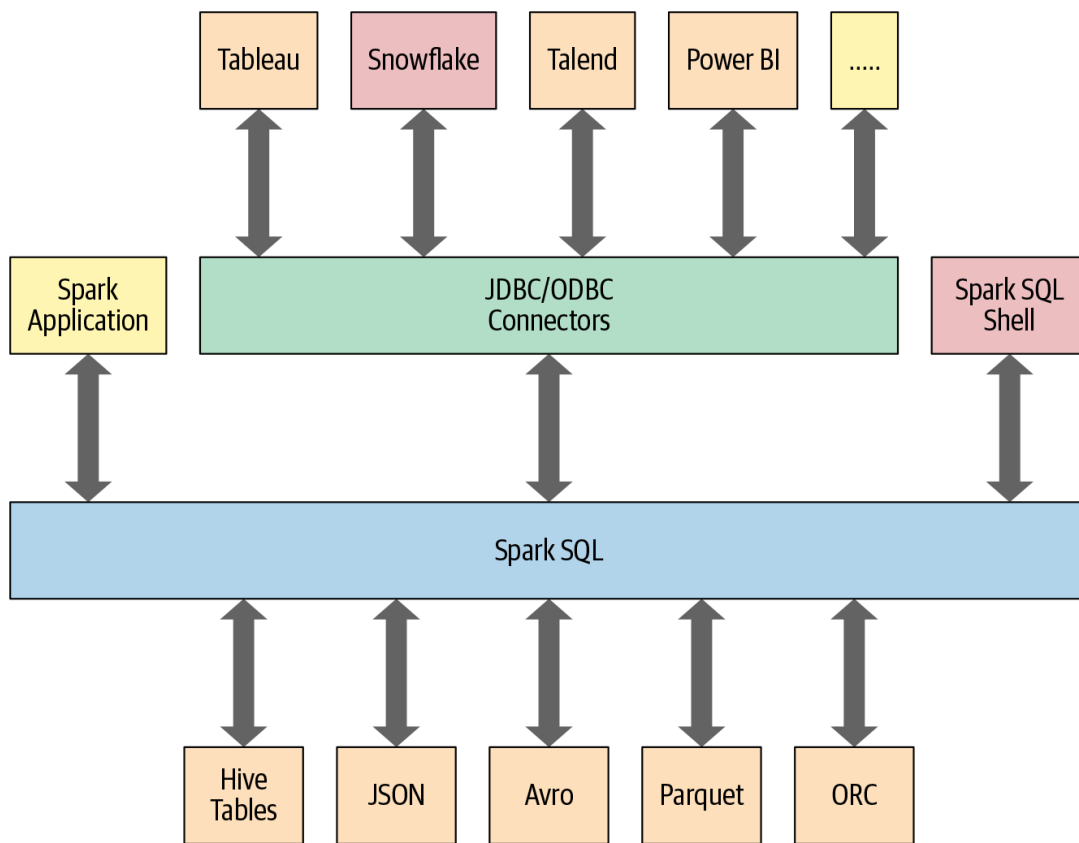 Tableau
Snowflake
Talend
Power BI
.....
Spark
Application
JDBC/ODBC
Connectors
Spark SQL
Shell
Spark SQL
Hive
Tables
JSON
Avro
Parquet
ORC